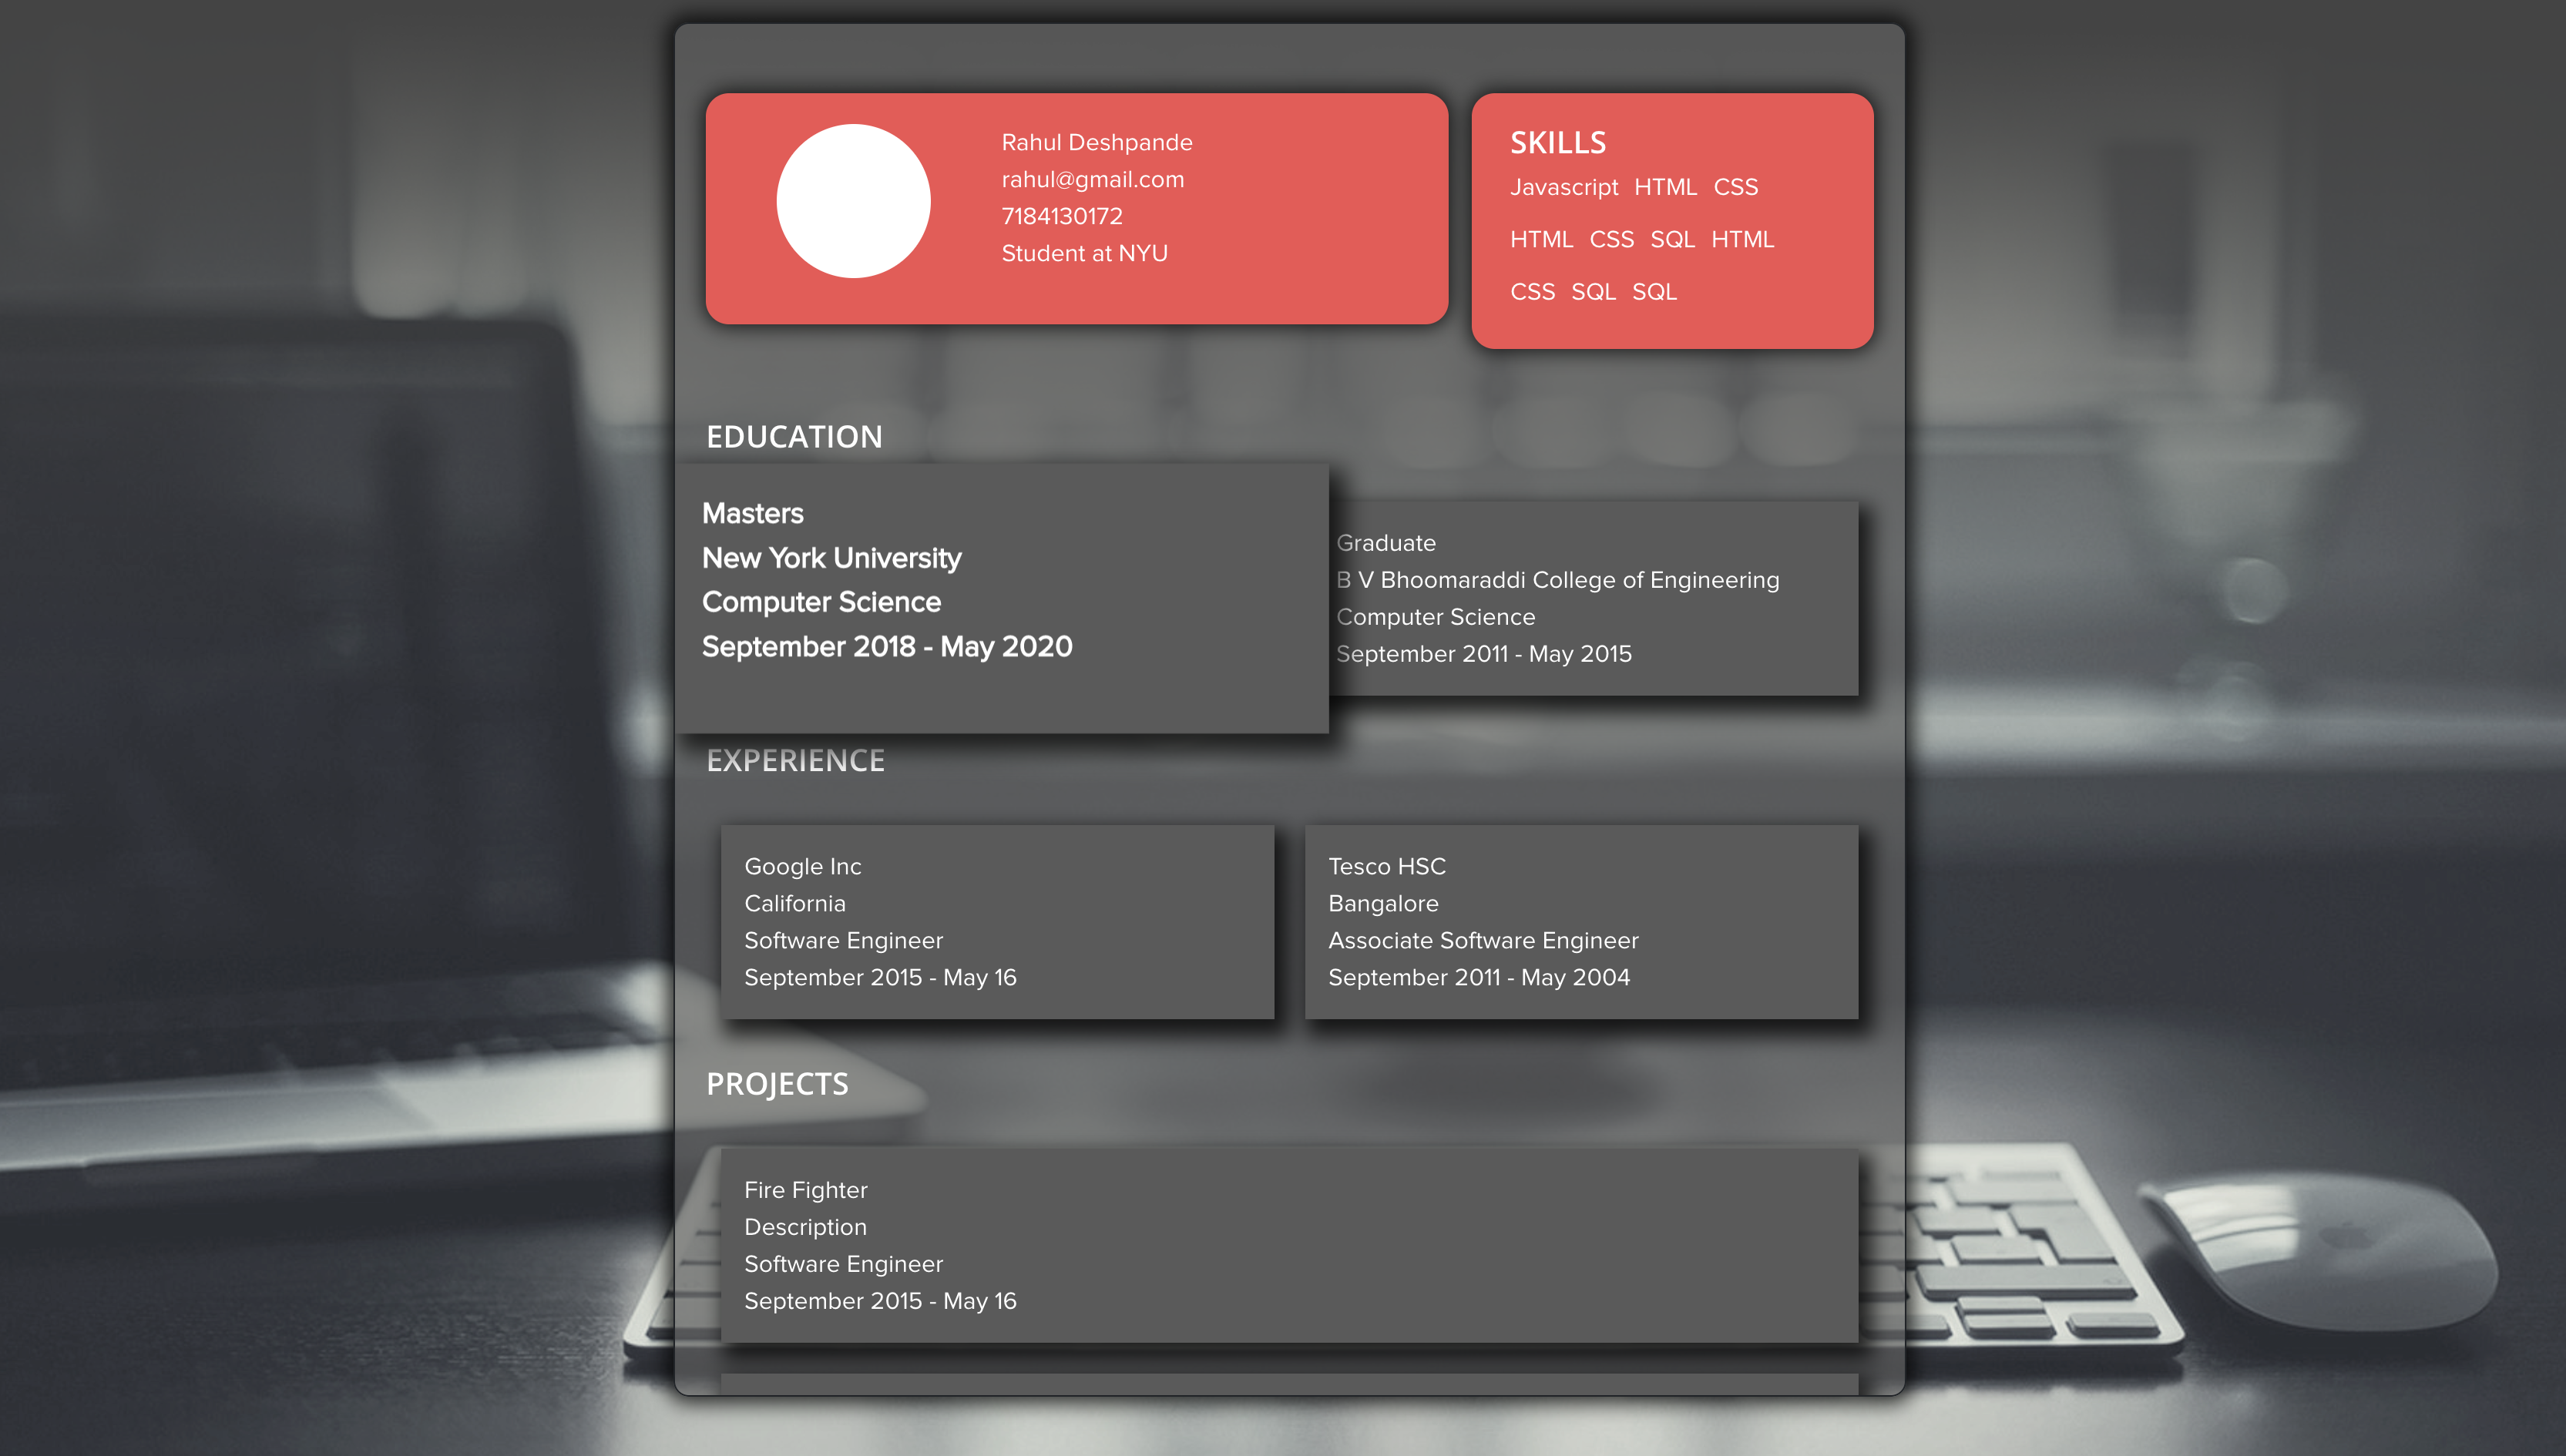 Rahul Deshpande
rahul@gmail.com
7184130172
Student at NYU
SKILLS
Javascript HTML CSS
HTML CSS SQL HTML
CSS SQL SQL
EDUCATION
Masters
New York University
Computer Science
September 2018 - May 2020
Graduate
B V Bhoomaraddi College of Engineering
Computer Science
September 2011 - May 2015
EXPERIENCE
Google Inc
California
Software Engineer
September 2015 - May 16
Tesco HSC
Bangalore
Associate Software Engineer
September 2011 - May 2004
PROJECTS
Fire Fighter
Description
Software Engineer
September 2015 - May 16